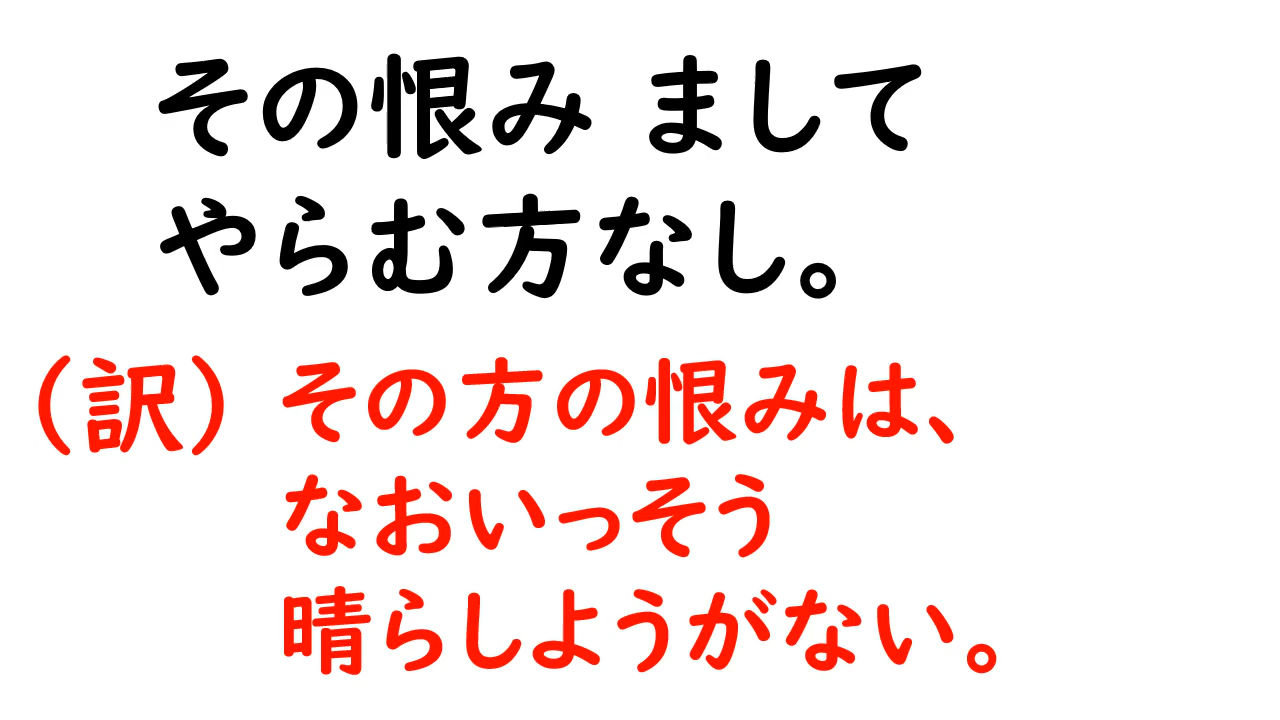 その恨み まして
やらむ方なし。
（訳）その方の恨みは、
なおいっそう
晴らしようがない。